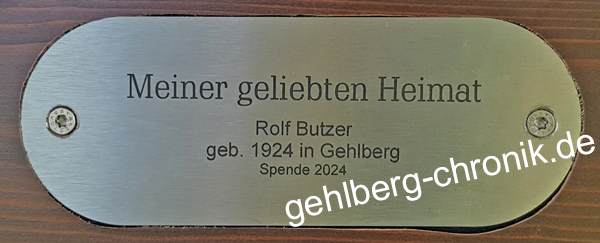 Meiner geliebten Heimat
Rolf Butzer
geb. 1924 in Gehlberg
Spende 2024
gehlberg-chronik.de